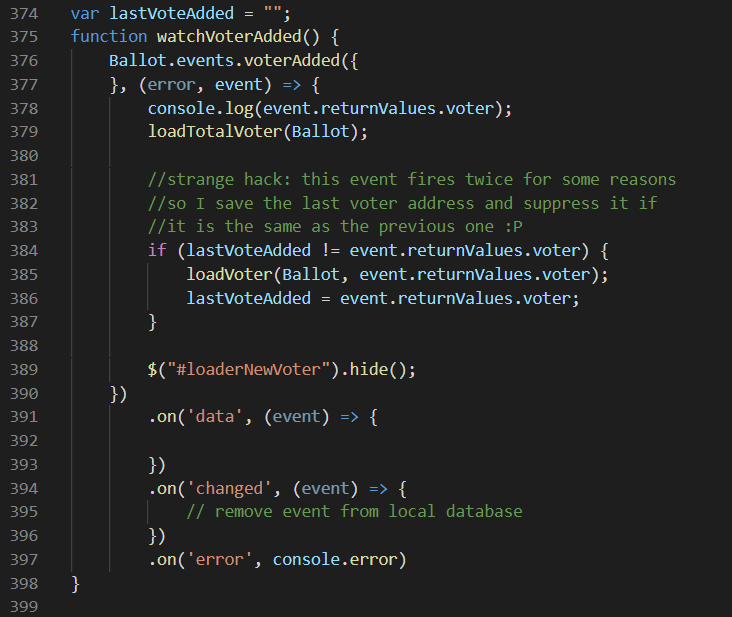 374 var lastVoteAdded = "";
375 function watchVoterAdded() {
376     Ballot.events.voterAdded({
377     }, (error, event) => {
378         console.log(event.returnValues.voter);
379         loadTotalVoter(Ballot);
380
381         //strange hack: this event fires twice for some reasons
382         //so I save the last voter address and suppress it if
383         //it is the same as the previous one :P
384         if (lastVoteAdded != event.returnValues.voter) {
385             loadVoter(Ballot, event.returnValues.voter);
386             lastVoteAdded = event.returnValues.voter;
387         }
388
389         $("#loaderNewVoter").hide();
390     })
391         .on('data', (event) => {
392
393         })
394         .on('changed', (event) => {
395             // remove event from local database
396         })
397         .on('error', console.error)
398 }
399